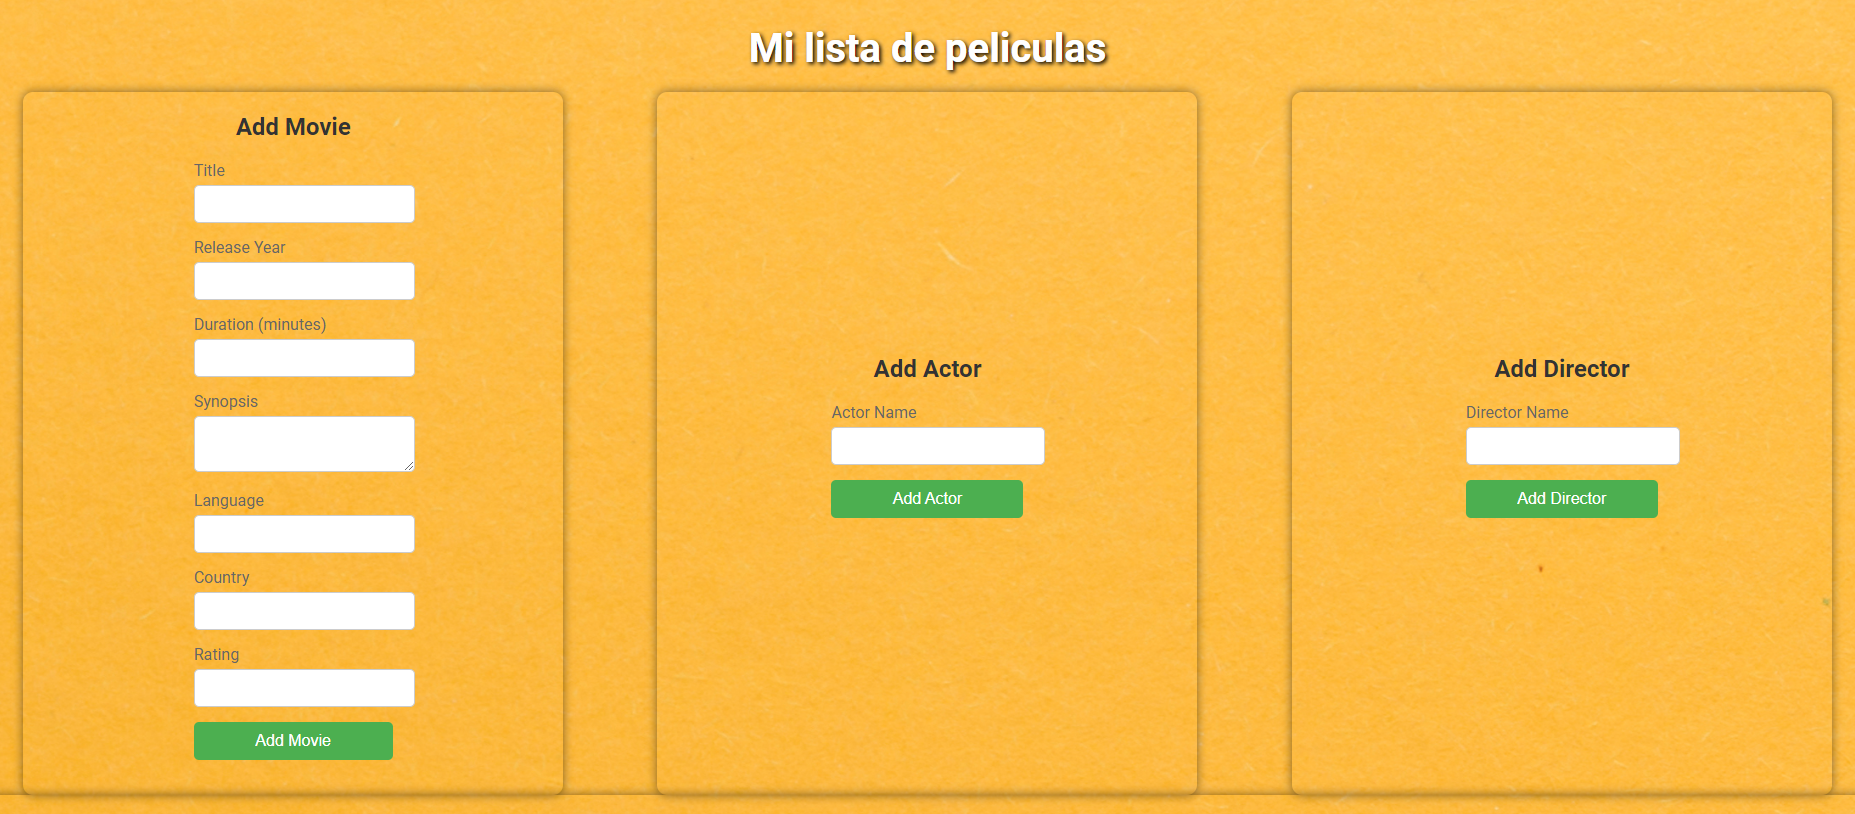 Mi lista de peliculas
Add Movie
Title
Release Year
Duration (minutes)
Synopsis
Language
Country
Rating
Add Movie
Add Actor
Actor Name
Add Actor
Add Director
Director Name
Add Director